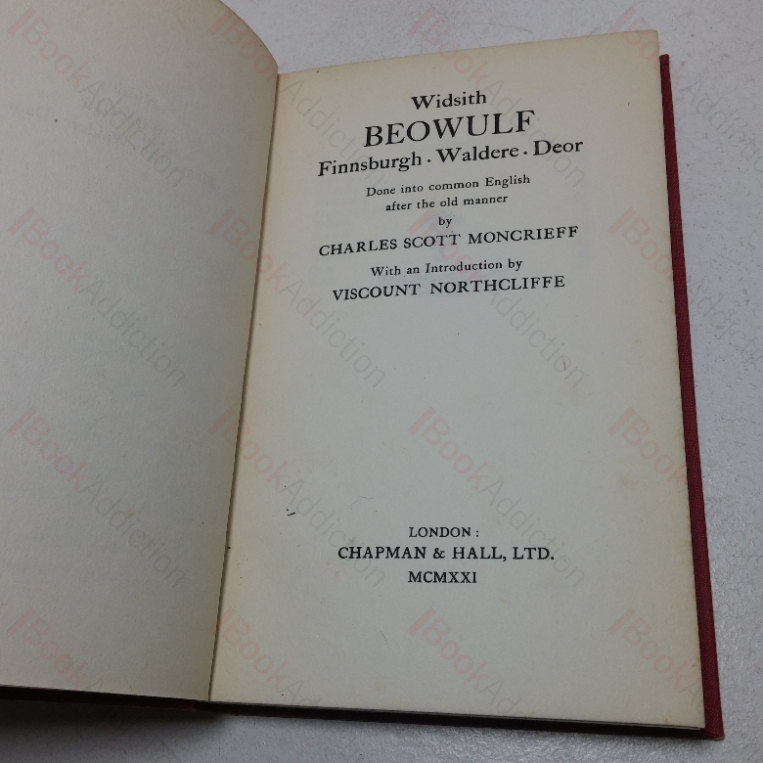 Widsith
BEOWULF
Finnsburgh · Waldere · Deor
Done into common English
after the old manner
by
CHARLES SCOTT MONCRIEFF
With an Introduction by
VISCOUNT NORTHCLIFFE
LONDON :
CHAPMAN & HALL, LTD.
MCMXXI
BookAddiction